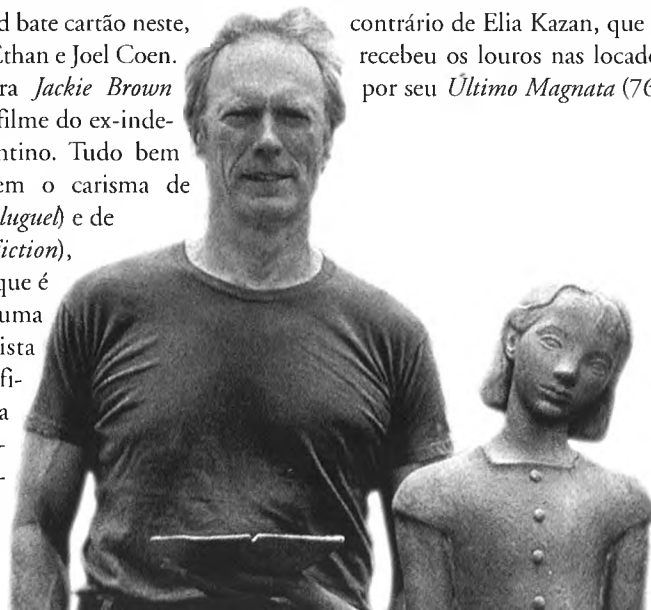 d bate cartão neste,
Ethan e Joel Coen.
ra Jackie Brown
filme do ex-inde-
ntino. Tudo bem
em o carisma de
luguel) e de
iction),
que é
uma
ista
fi-
a
-
-
contrário de Elia Kazan, que
recebeu os louros nas locado
por seu Último Magnata (76